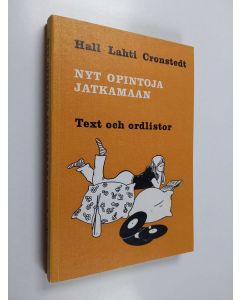 Hall Lahti Cronstedt
NYT OPINTOJA
JATKAMAAN
Text och ordlistor